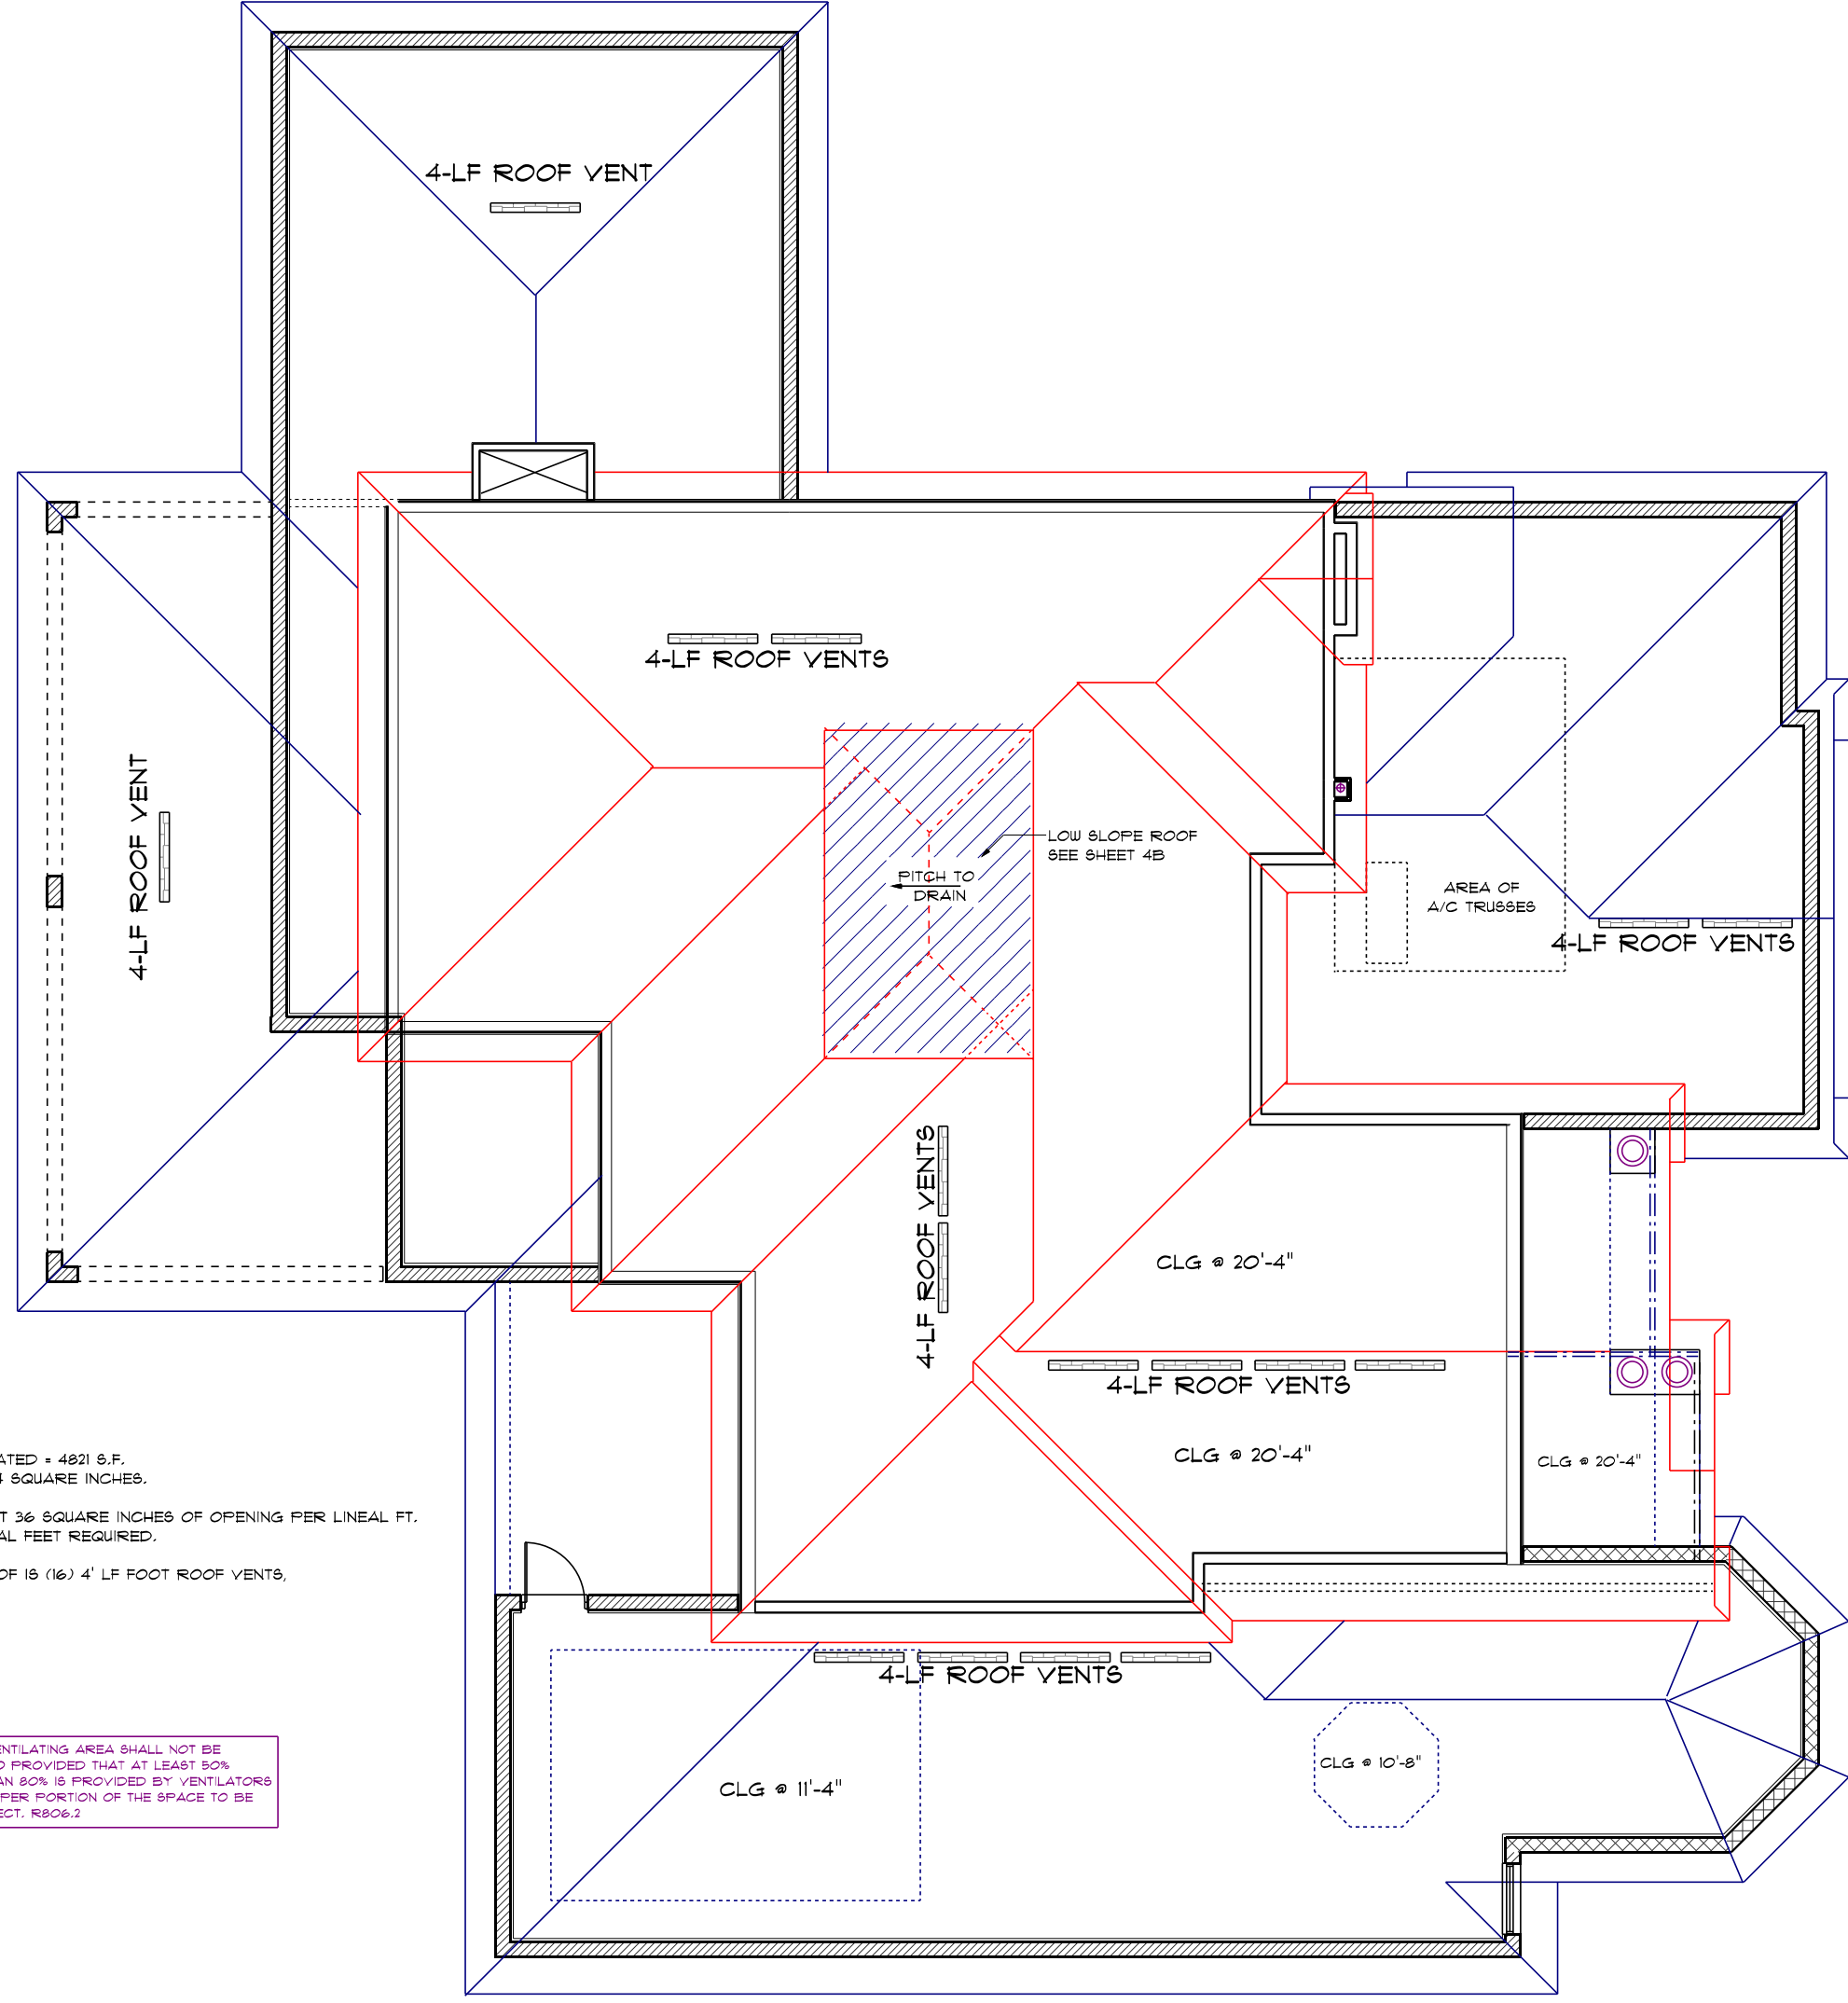 4-LF ROOF VENT
4-LF ROOF VENTS
4-LF ROOF VENT
LOW SLOPE ROOF
SEE SHEET 4B
PITCH TO
DRAIN
AREA OF
A/C TRUSSES
4-LF ROOF VENTS
4-LF ROOF VENTS
CLG @ 20'-4"
4-LF ROOF VENTS
CLG @ 20'-4"
CLG @ 20'-4"
ATED = 4821 S.F.
4 SQUARE INCHES.
T 36 SQUARE INCHES OF OPENING PER LINEAL FT.
AL FEET REQUIRED.
OF IS (16) 4' LF FOOT ROOF VENTS,
4-LF ROOF VENTS
ENTILATING AREA SHALL NOT BE
O PROVIDED THAT AT LEAST 50%
AN 80% IS PROVIDED BY VENTILATORS
PER PORTION OF THE SPACE TO BE
ECT. R806.2
CLG @ 11'-4"
CLG @ 10'-8"